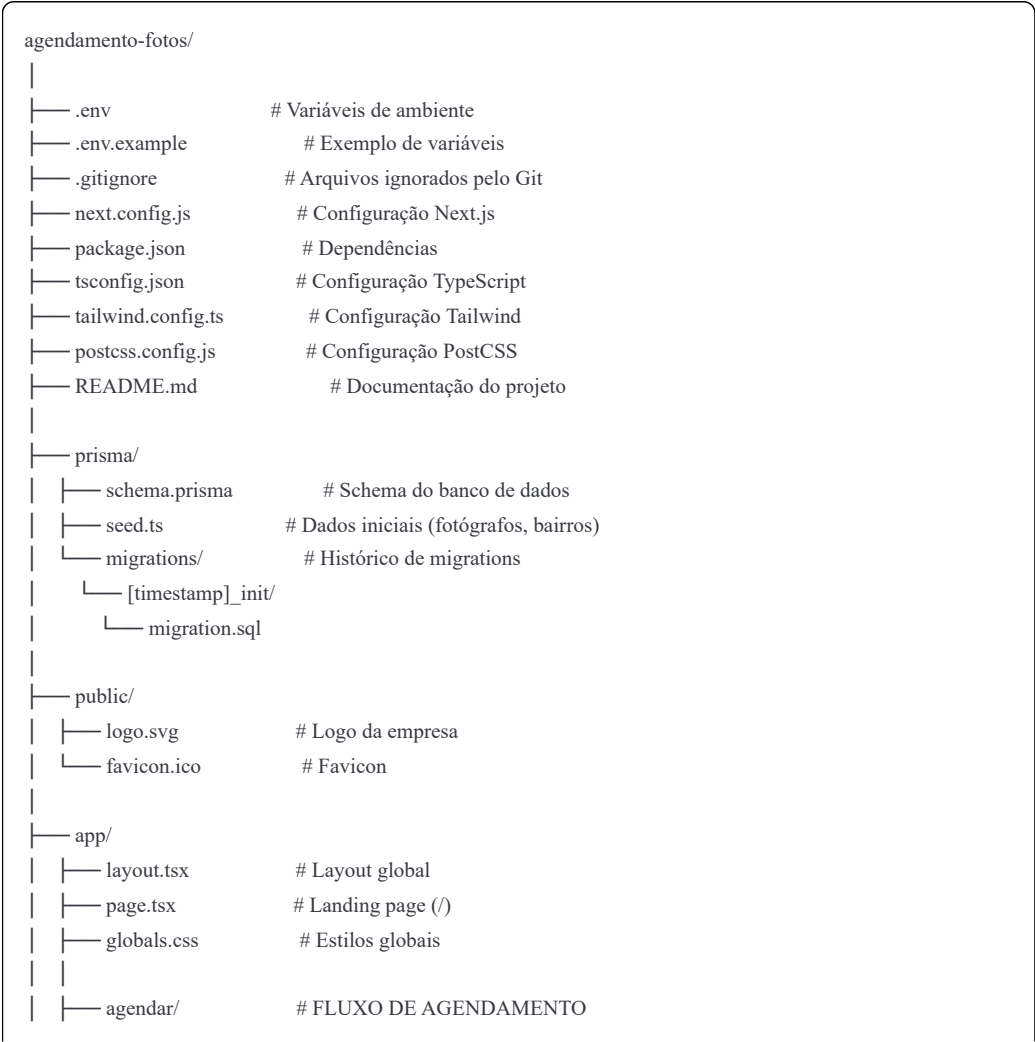 agendamento-fotos/
│
├── .env # Variáveis de ambiente
├── .env.example # Exemplo de variáveis
├── .gitignore # Arquivos ignorados pelo Git
├── next.config.js # Configuração Next.js
├── package.json # Dependências
├── tsconfig.json # Configuração TypeScript
├── tailwind.config.ts # Configuração Tailwind
├── postcss.config.js # Configuração PostCSS
├── README.md # Documentação do projeto
│
├── prisma/
│ ├── schema.prisma # Schema do banco de dados
│ ├── seed.ts # Dados iniciais (fotógrafos, bairros)
│ └── migrations/ # Histórico de migrations
│ └── [timestamp]_init/
│ └── migration.sql
│
├── public/
│ ├── logo.svg # Logo da empresa
│ └── favicon.ico # Favicon
│
├── app/
│ ├── layout.tsx # Layout global
│ ├── page.tsx # Landing page (/)
│ ├── globals.css # Estilos globais
│ │
│ ├── agendar/ # FLUXO DE AGENDAMENTO